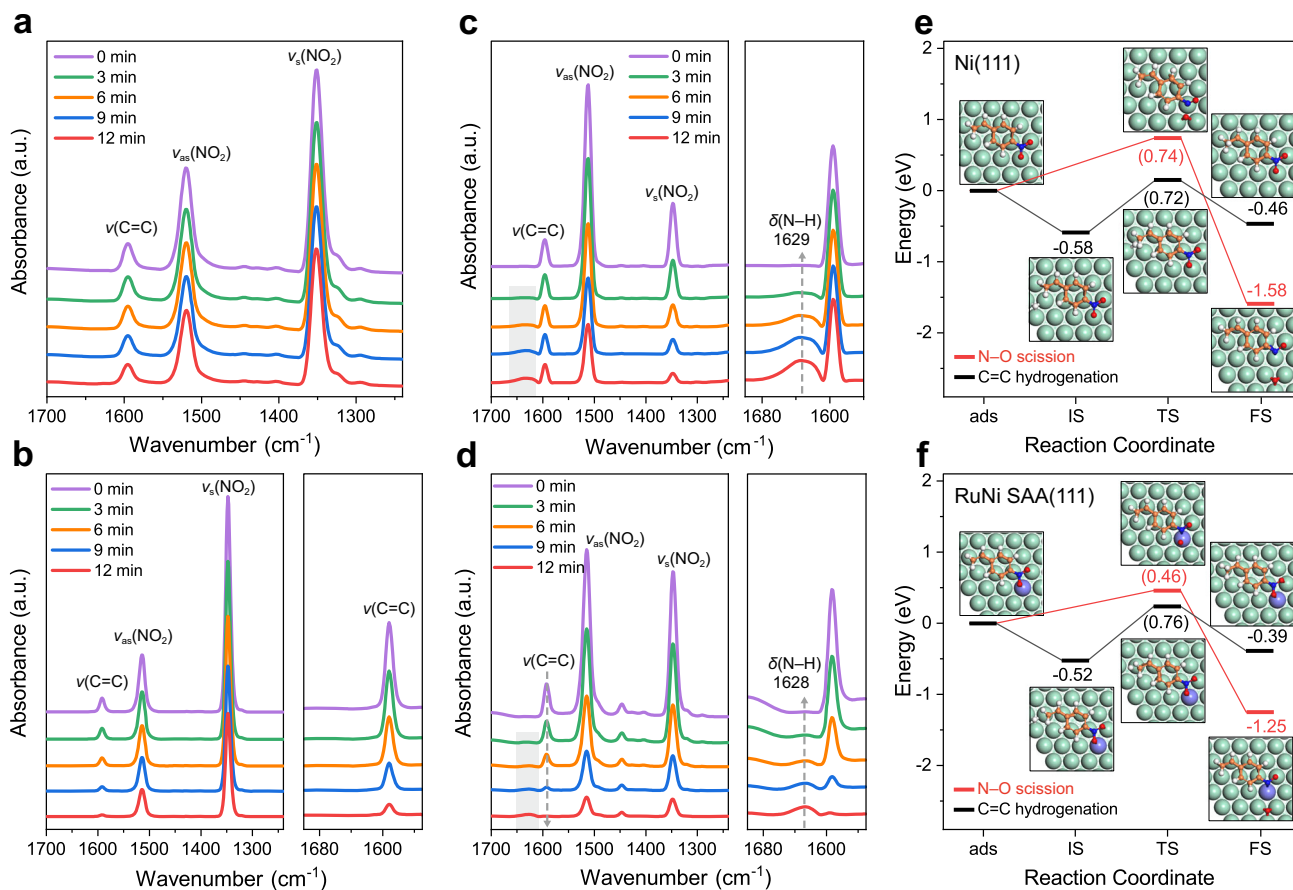 a
0 min
3 min
6 min
9 min
12 min
νs(NO2)
νas(NO2)
ν(C=C)
Absorbance (a.u.)
1700 1600 1500 1400 1300
Wavenumber (cm-1)
b
0 min
3 min
6 min
9 min
12 min
νs(NO2)
νas(NO2)
ν(C=C)
ν(C=C)
Absorbance (a.u.)
1700 1600 1500 1400 1300 1600
Wavenumber (cm-1)
c
0 min
3 min
6 min
9 min
12 min
νas(NO2)
νs(NO2)
ν(C=C)
δ(N–H)
1629
Absorbance (a.u.)
1700 1600 1500 1400 1300 1680 1600
Wavenumber (cm-1)
d
0 min
3 min
6 min
9 min
12 min
νas(NO2)
νs(NO2)
ν(C=C)
δ(N–H)
1628
Absorbance (a.u.)
1700 1600 1500 1400 1300 1680 1600
Wavenumber (cm-1)
e
Ni(111)
2
1
0
-1
-2
Energy (eV)
(0.74)
(0.72)
-0.46
-0.58
-1.58
N–O scission
C=C hydrogenation
ads IS TS FS
Reaction Coordinate
f
RuNi SAA(111)
2
1
0
-1
-2
Energy (eV)
(0.46)
(0.76)
-0.39
-0.52
-1.25
N–O scission
C=C hydrogenation
ads IS TS FS
Reaction Coordinate